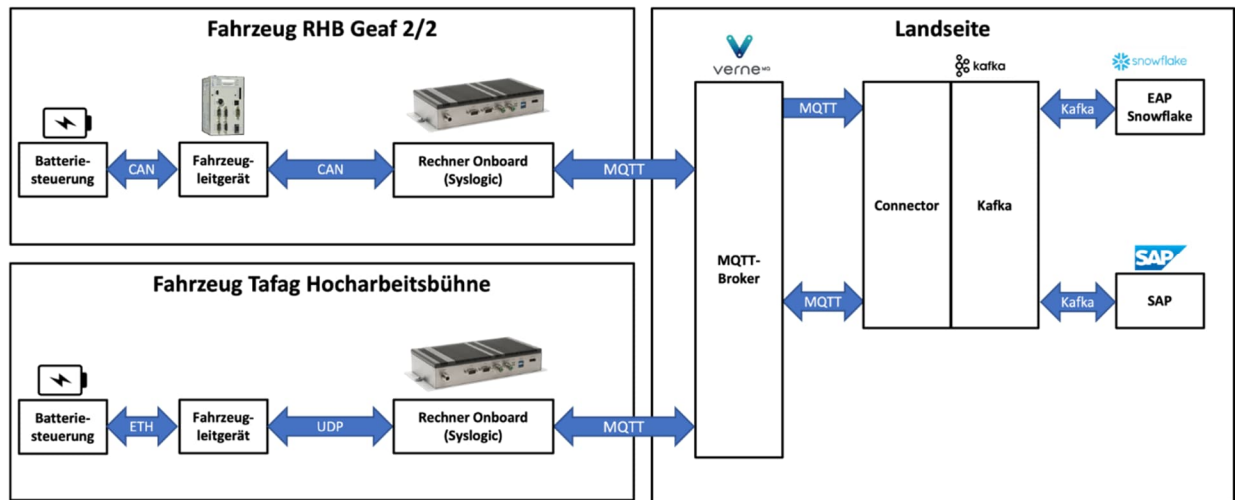 Fahrzeug RHB Geaf 2/2
Batterie-
steuerung
CAN
Fahrzeug-
leitgerät
CAN
Rechner Onboard
(Syslogic)
MQTT
Fahrzeug Tafag Hocharbeitsbühne
Batterie-
steuerung
ETH
Fahrzeug-
leitgerät
UDP
Rechner Onboard
(Syslogic)
MQTT
Landseite
verneMQ
MQTT-
Broker
MQTT
MQTT
kafka
Connector
Kafka
Kafka
snowflake
EAP
Snowflake
Kafka
SAP
SAP